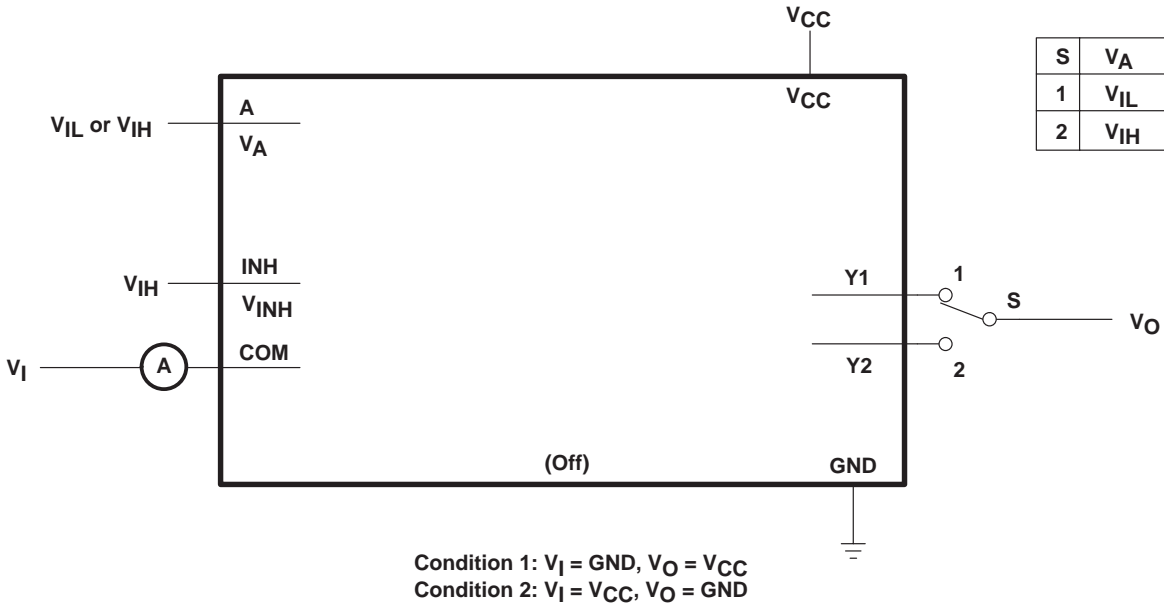 VCC
VCC
S VA
1 VIL
2 VIH
VIL or VIH
A
VA
VIH
INH
VINH
VI
A
COM
Y1
1
S
VO
Y2
2
(Off)
GND
Condition 1: VI = GND, VO = VCC
Condition 2: VI = VCC, VO = GND